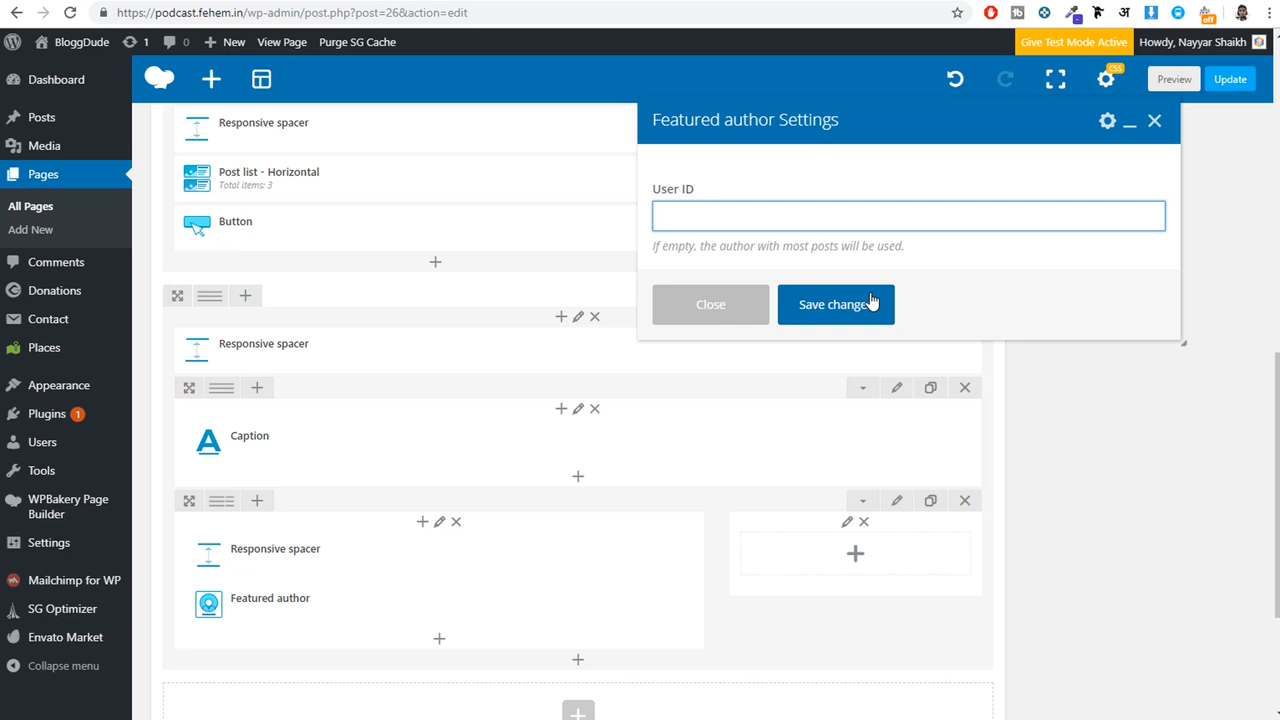 https://podcast.fehem.in/wp-admin/post.php?post=26&action=edit
BloggDude
1
0
New
View Page
Purge SG Cache
Give Test Mode Active
Howdy, Nayyar Shaikh
off
अ
Dashboard
Posts
Media
Pages
All Pages
Add New
Comments
Donations
Contact
Places
Appearance
Plugins 1
Users
Tools
WPBakery Page
Builder
Settings
Mailchimp for WP
SG Optimizer
Envato Market
Collapse menu
CSS
Preview
Update
Responsive spacer
Post list - Horizontal
Total items: 3
Button
Featured author Settings
User ID
If empty, the author with most posts will be used.
Close
Save change
Responsive spacer
Caption
Responsive spacer
Featured author